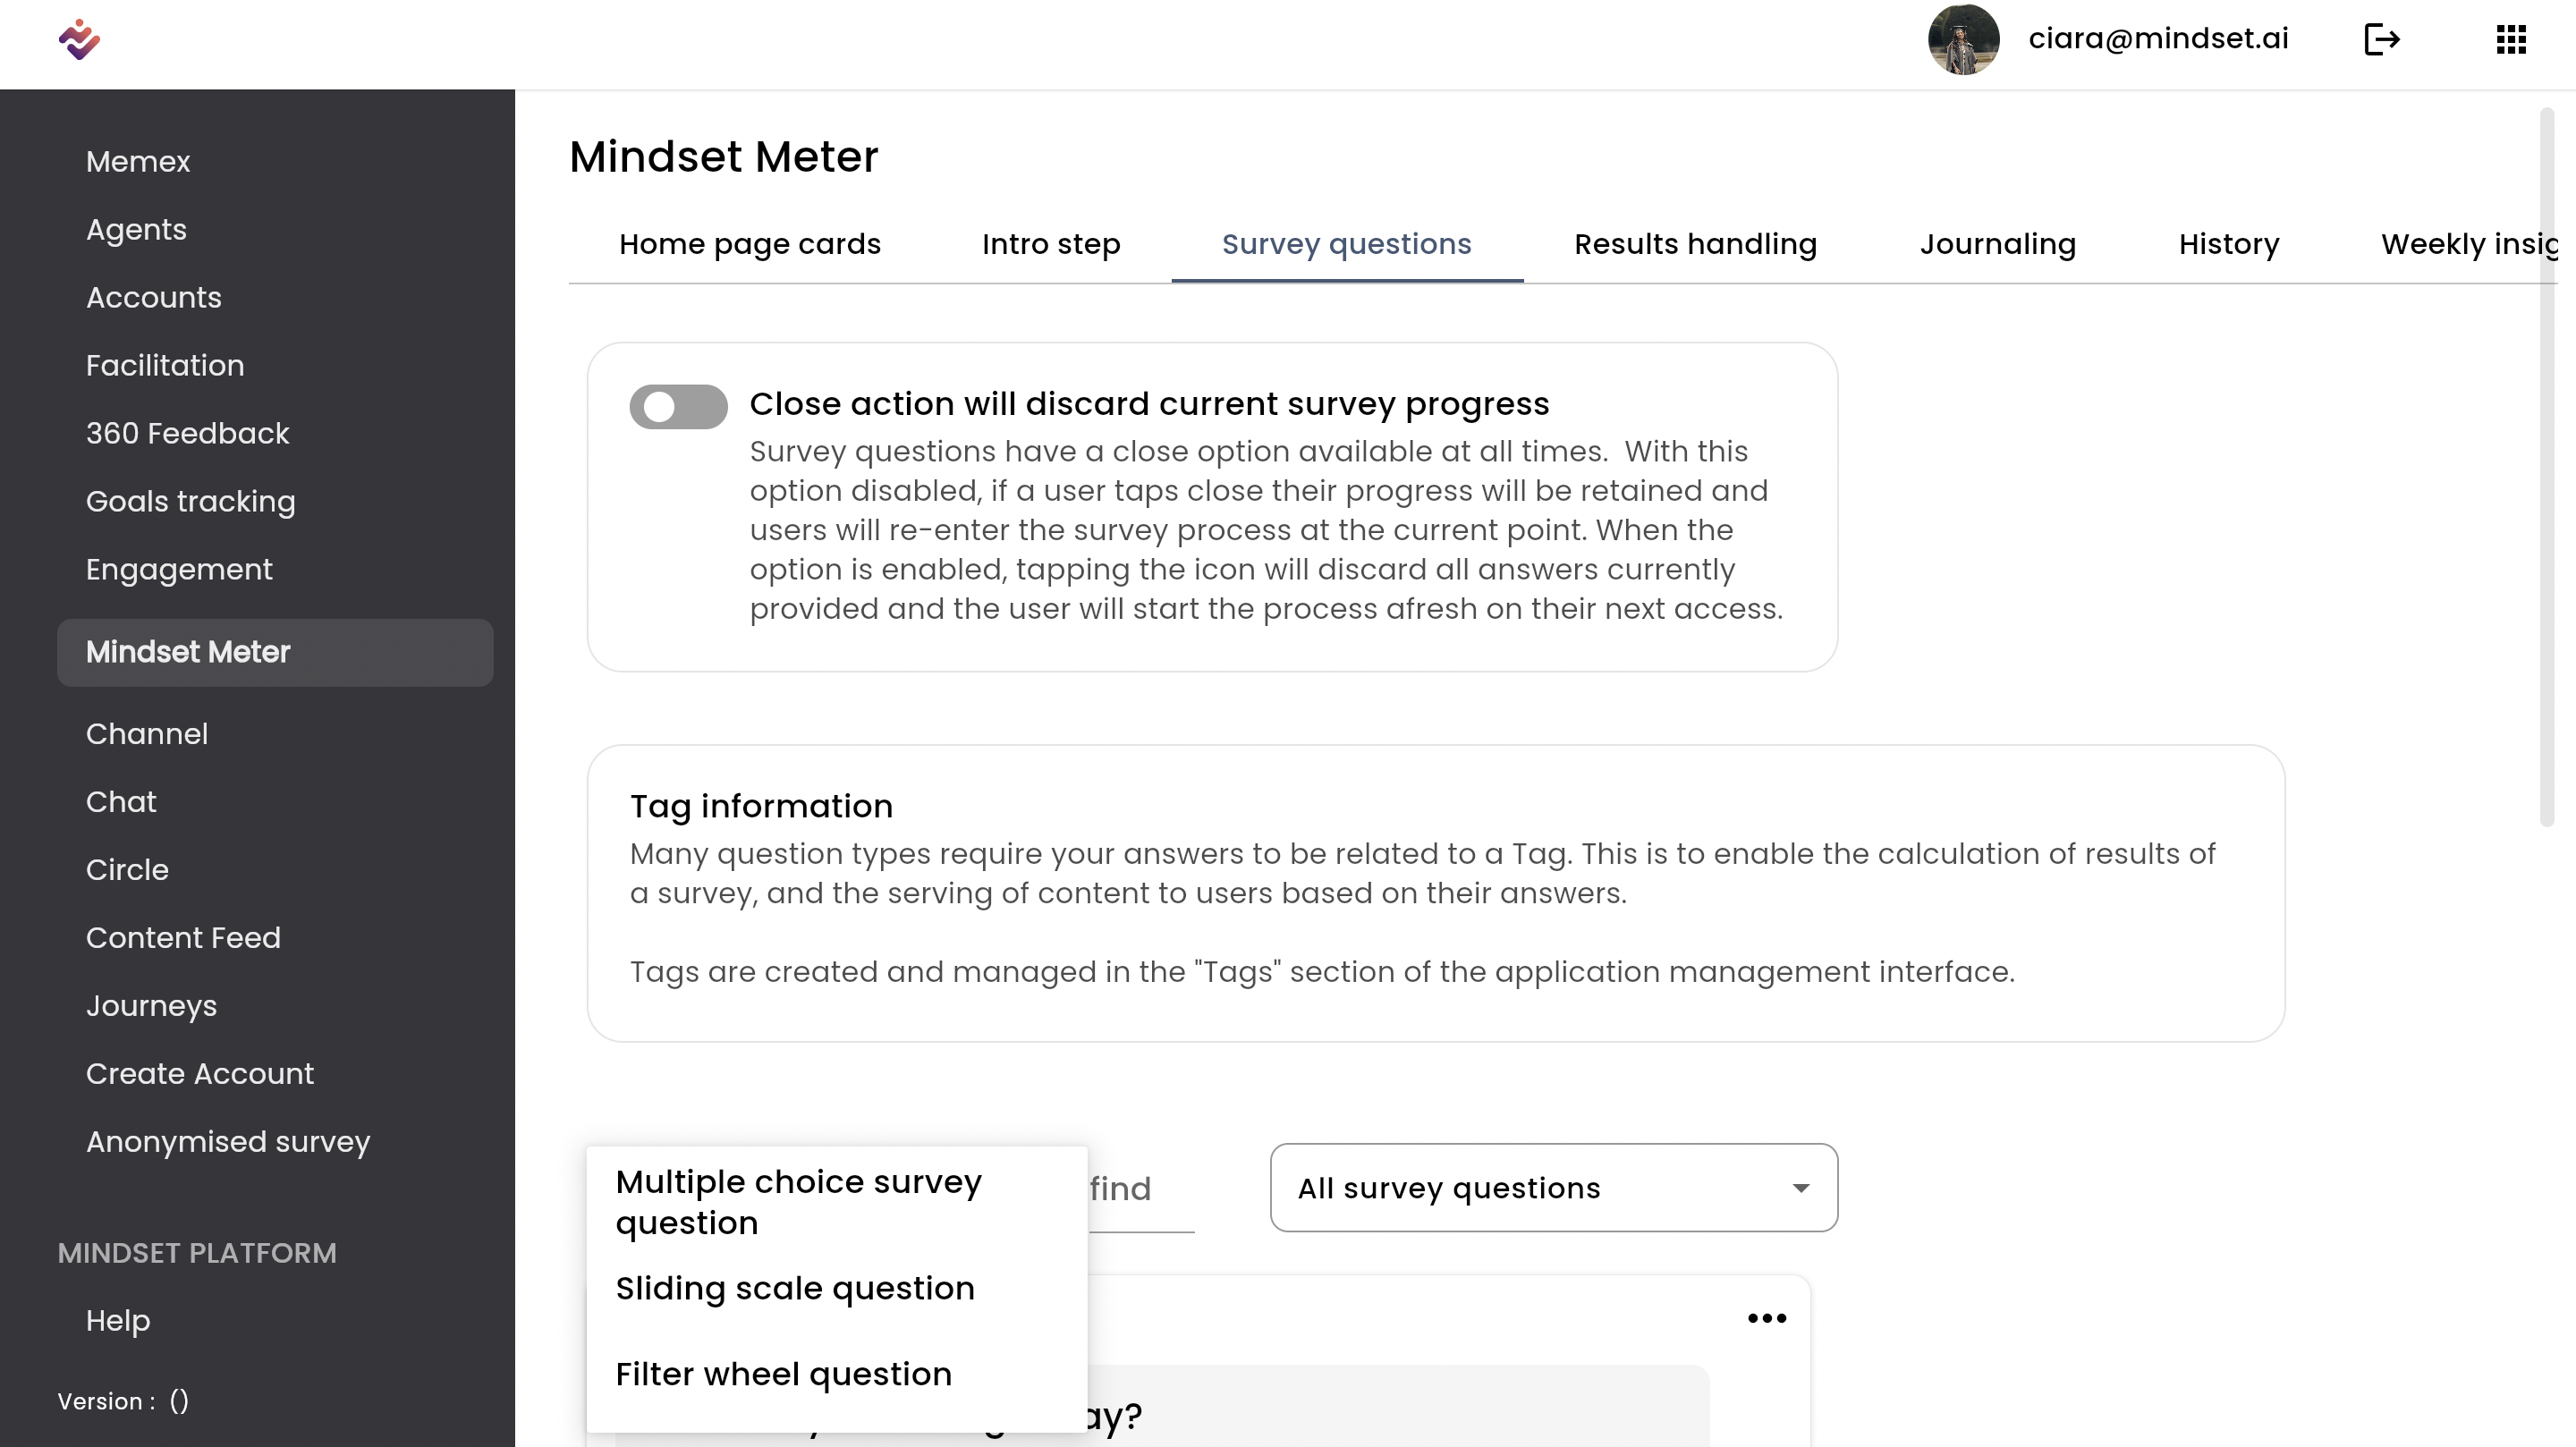 ciara@mindset.ai
Memex
Agents
Accounts
Facilitation
360 Feedback
Goals tracking
Engagement
Mindset Meter
Channel
Chat
Circle
Content Feed
Journeys
Create Account
Anonymised survey
MINDSET PLATFORM
Help
Version : ()
Mindset Meter
Home page cards
Intro step
Survey questions
Results handling
Journaling
History
Weekly
Close action will discard current survey progress
Survey questions have a close option available at all times. With this
option disabled, if a user taps close their progress will be retained and
users will re-enter the survey process at the current point. When the
option is enabled, tapping the icon will discard all answers currently
provided and the user will start the process afresh on their next access.
Tag information
Many question types require your answers to be related to a Tag. This is to enable the calculation of results of
a survey, and the serving of content to users based on their answers.
Tags are created and managed in the "Tags" section of the application management interface.
Multiple choice survey
question
Sliding scale question
Filter wheel question
find
All survey questions